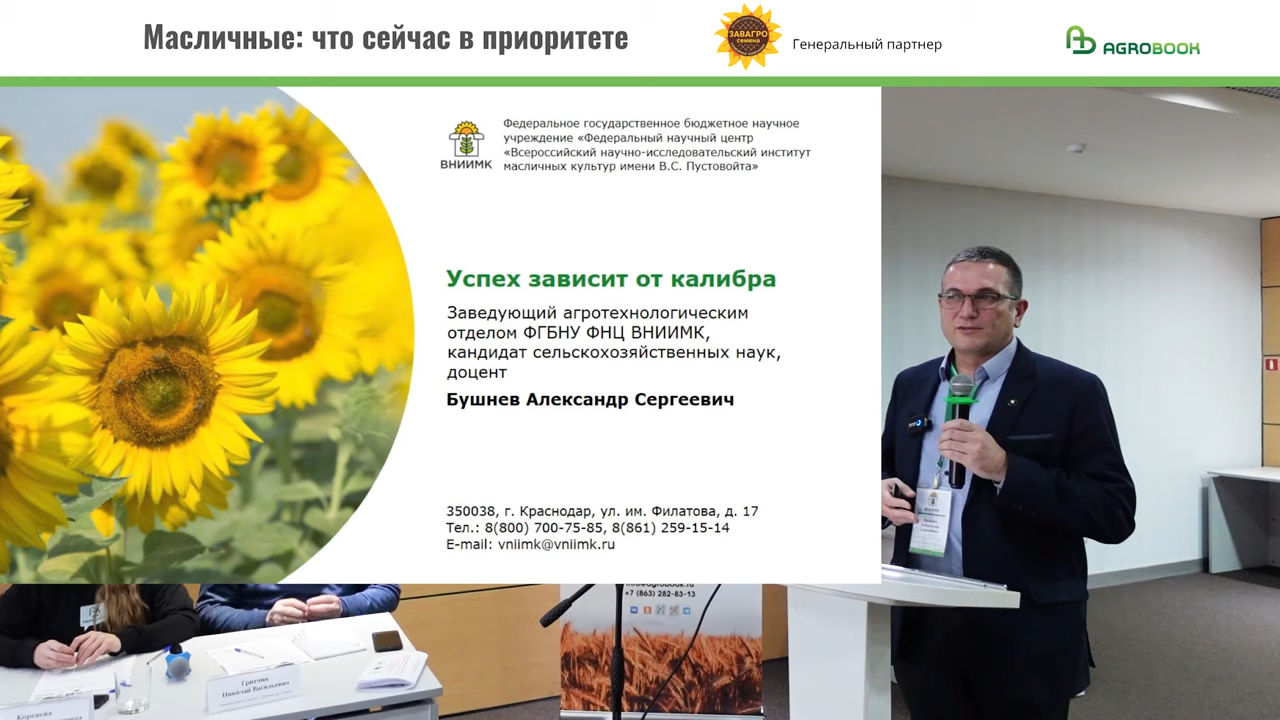 Масличные: что сейчас в приоритете
ЗАВАГРО
семена
Генеральный партнер
AGROBOOK
ВНИИМК
Федеральное государственное бюджетное научное
учреждение «Федеральный научный центр
«Всероссийский научно-исследовательский институт
масличных культур имени В.С. Пустовойта»
Успех зависит от калибра
Заведующий агротехнологическим
отделом ФГБНУ ФНЦ ВНИИМК,
кандидат сельскохозяйственных наук,
доцент
Бушнев Александр Сергеевич
350038, г. Краснодар, ул. им. Филатова, д. 17
Тел.: 8(800) 700-75-85, 8(861) 259-15-14
E-mail: vniimk@vniimk.ru
info@agrobook.ru
+7 (863) 282-83-13
Николай Васильевич